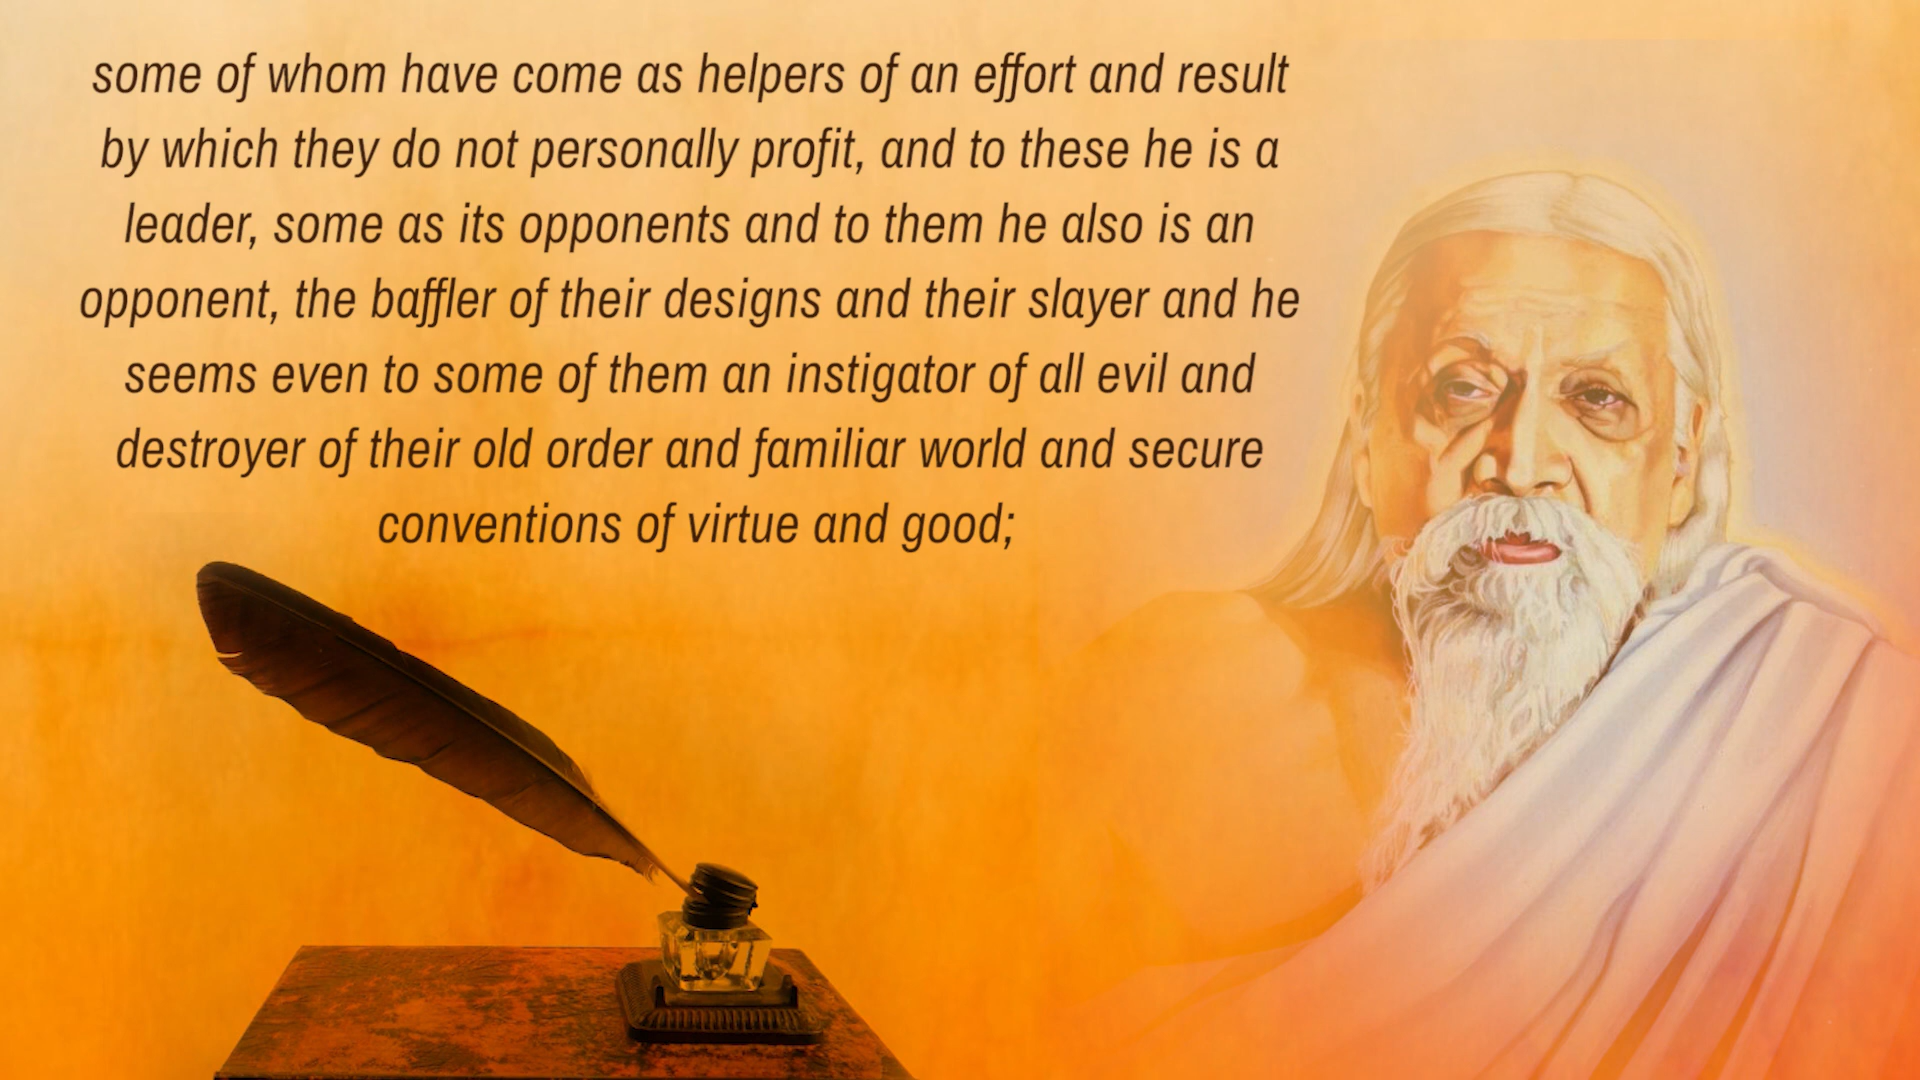 some of whom have come as helpers of an effort and result
by which they do not personally profit, and to these he is a
leader, some as its opponents and to them he also is an
opponent, the baffler of their designs and their slayer and he
seems even to some of them an instigator of all evil and
destroyer of their old order and familiar world and secure
conventions of virtue and good;